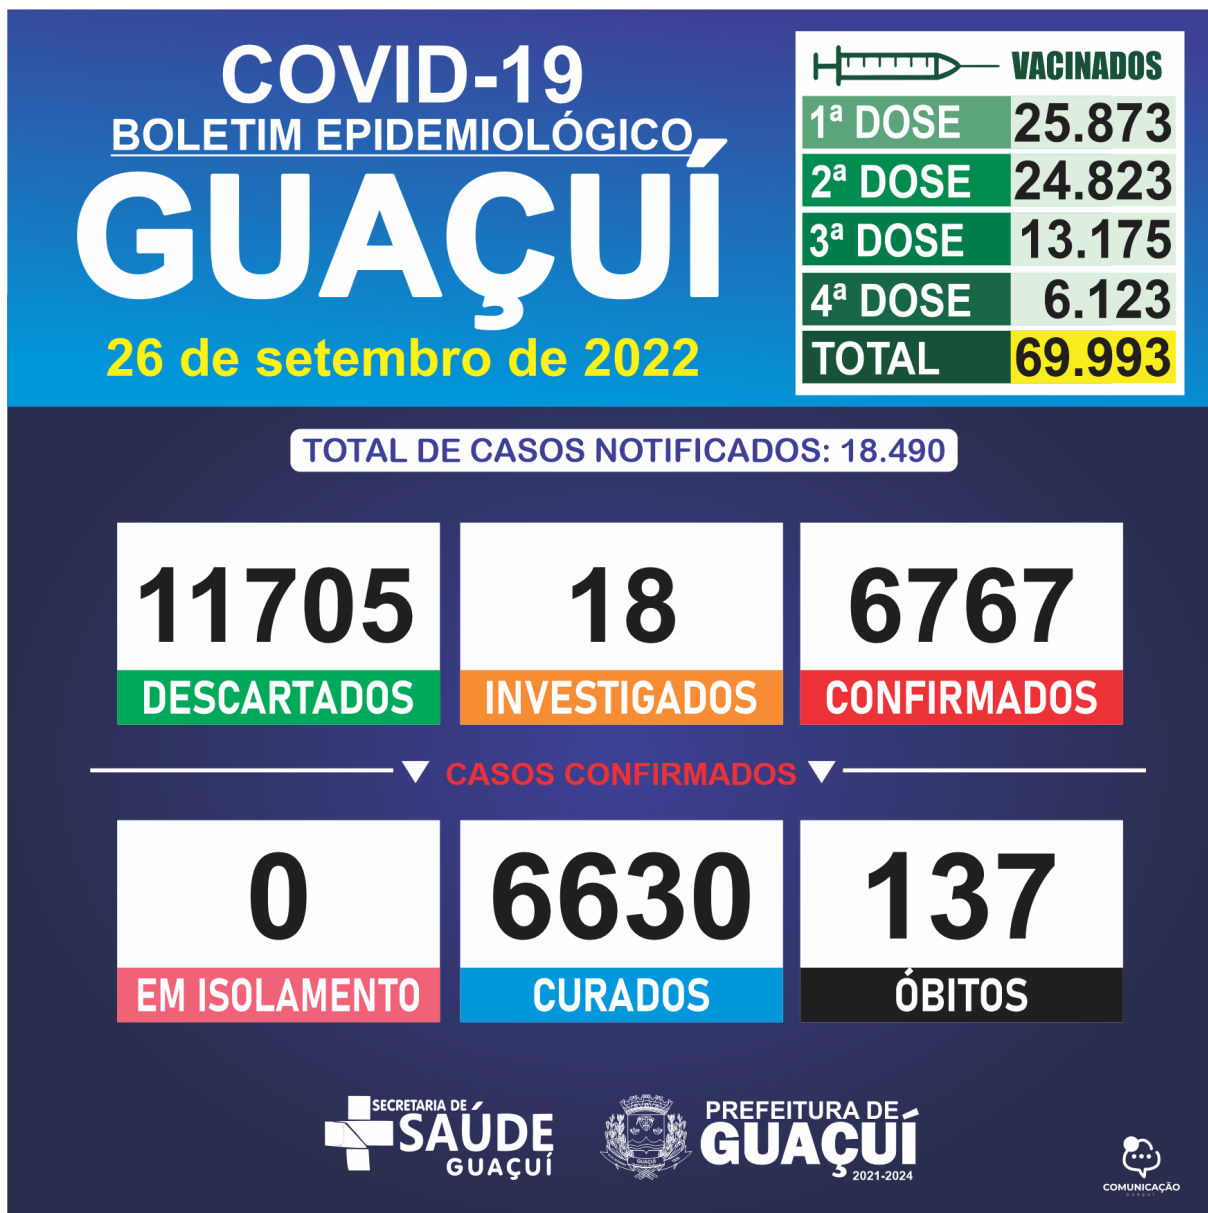 COVID-19
BOLETIM EPIDEMIOLÓGICO
GUAÇUÍ
26 de setembro de 2022
VACINADOS
1ª DOSE 25.873
2ª DOSE 24.823
3ª DOSE 13.175
4ª DOSE 6.123
TOTAL 69.993
TOTAL DE CASOS NOTIFICADOS: 18.490
11705
DESCARTADOS
18
INVESTIGADOS
6767
CONFIRMADOS
CASOS CONFIRMADOS
0
EM ISOLAMENTO
6630
CURADOS
137
ÓBITOS
SECRETARIA DE
SAÚDE
GUAÇUÍ
GUAÇUÍ
PREFEITURA DE
GUAÇUÍ
2021-2024
COMUNICAÇÃO
GUAÇUÍ